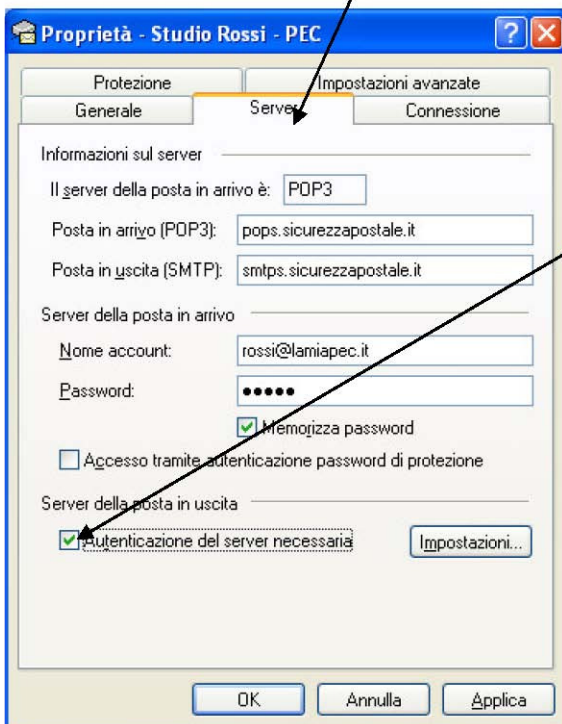 Proprietà - Studio Rossi - PEC
Protezione Impostazioni avanzate
Generale Server Connessione
Informazioni sul server
Il server della posta in arrivo è: POP3
Posta in arrivo (POP3): pops.sicurezzapostale.it
Posta in uscita (SMTP): smtps.sicurezzapostale.it
Server della posta in arrivo
Nome account: rossi@lamiapec.it
Password: •••••
Memorizza password
Accesso tramite autenticazione password di protezione
Server della posta in uscita
Autenticazione del server necessaria Impostazioni...
OK Annulla Applica